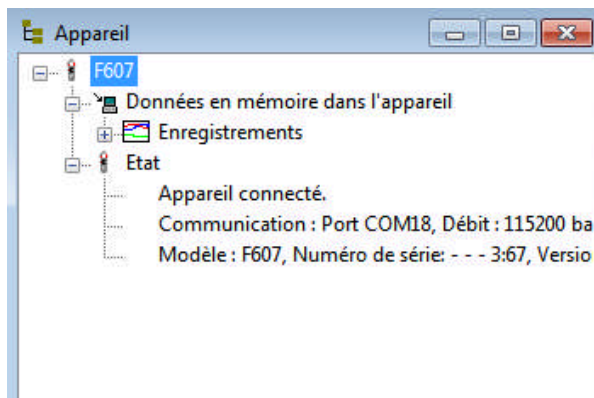 Appareil
F607
Données en mémoire dans l'appareil
Enregistrements
Etat
Appareil connecté.
Communication : Port COM18, Débit : 115200 ba
Modèle : F607, Numéro de série: - - - 3:67, Versio